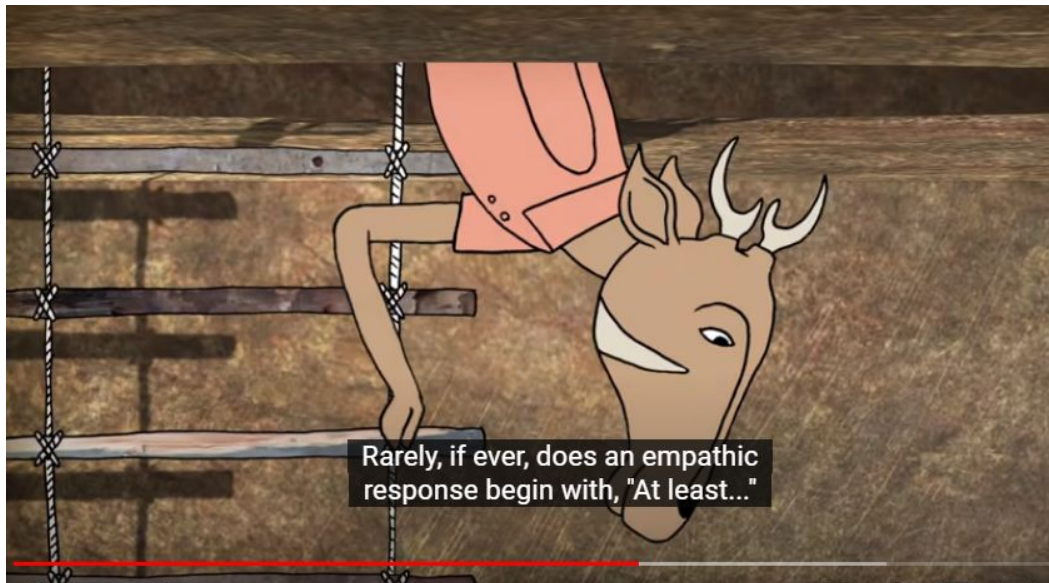 Rarely, if ever, does an empathic
response begin with, "At least..."